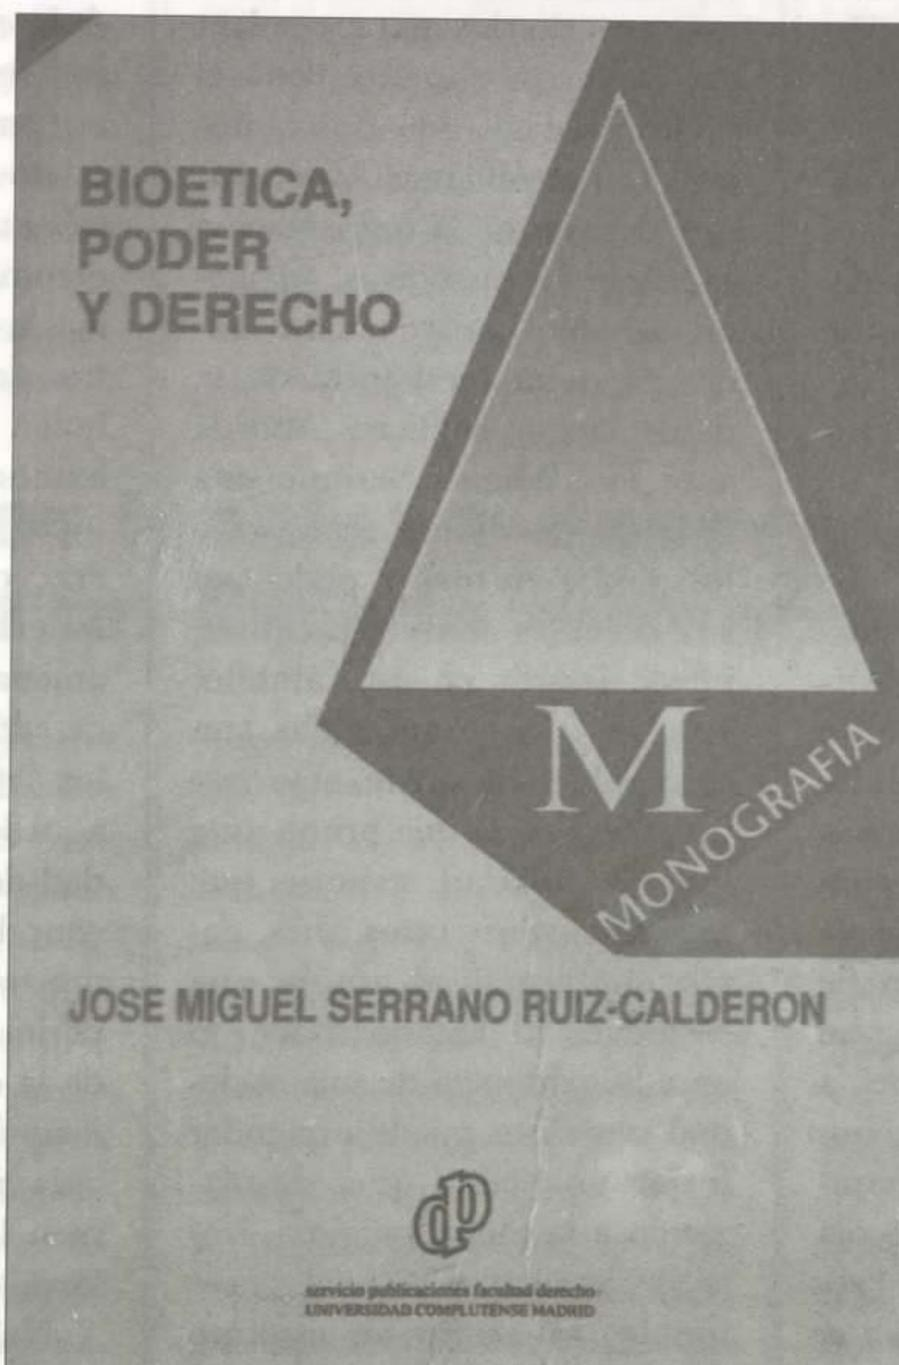 BIOETICA,
PODER
Y DERECHO
M
MONOGRAFIA
JOSE MIGUEL SERRANO RUIZ-CALDERON
dp
servicio publicaciones facultad derecho
UNIVERSIDAD COMPLUTENSE MADRID